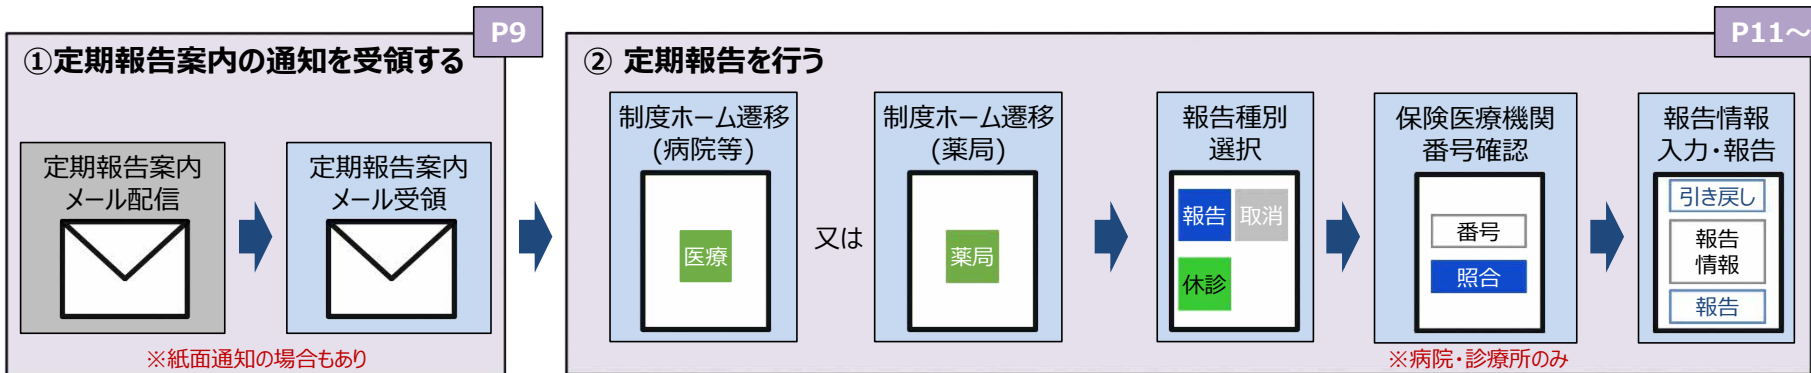 P9
①定期報告案内の通知を受領する
定期報告案内
メール配信
定期報告案内
メール受領
※紙面通知の場合もあり
P11～
② 定期報告を行う
制度ホーム遷移
(病院等)
医療
又は
制度ホーム遷移
(薬局)
薬局
報告種別
選択
報告 取消
休診
保険医療機関
番号確認
番号
照合
※病院・診療所のみ
報告情報
入力・報告
引き戻し
報告
情報
報告